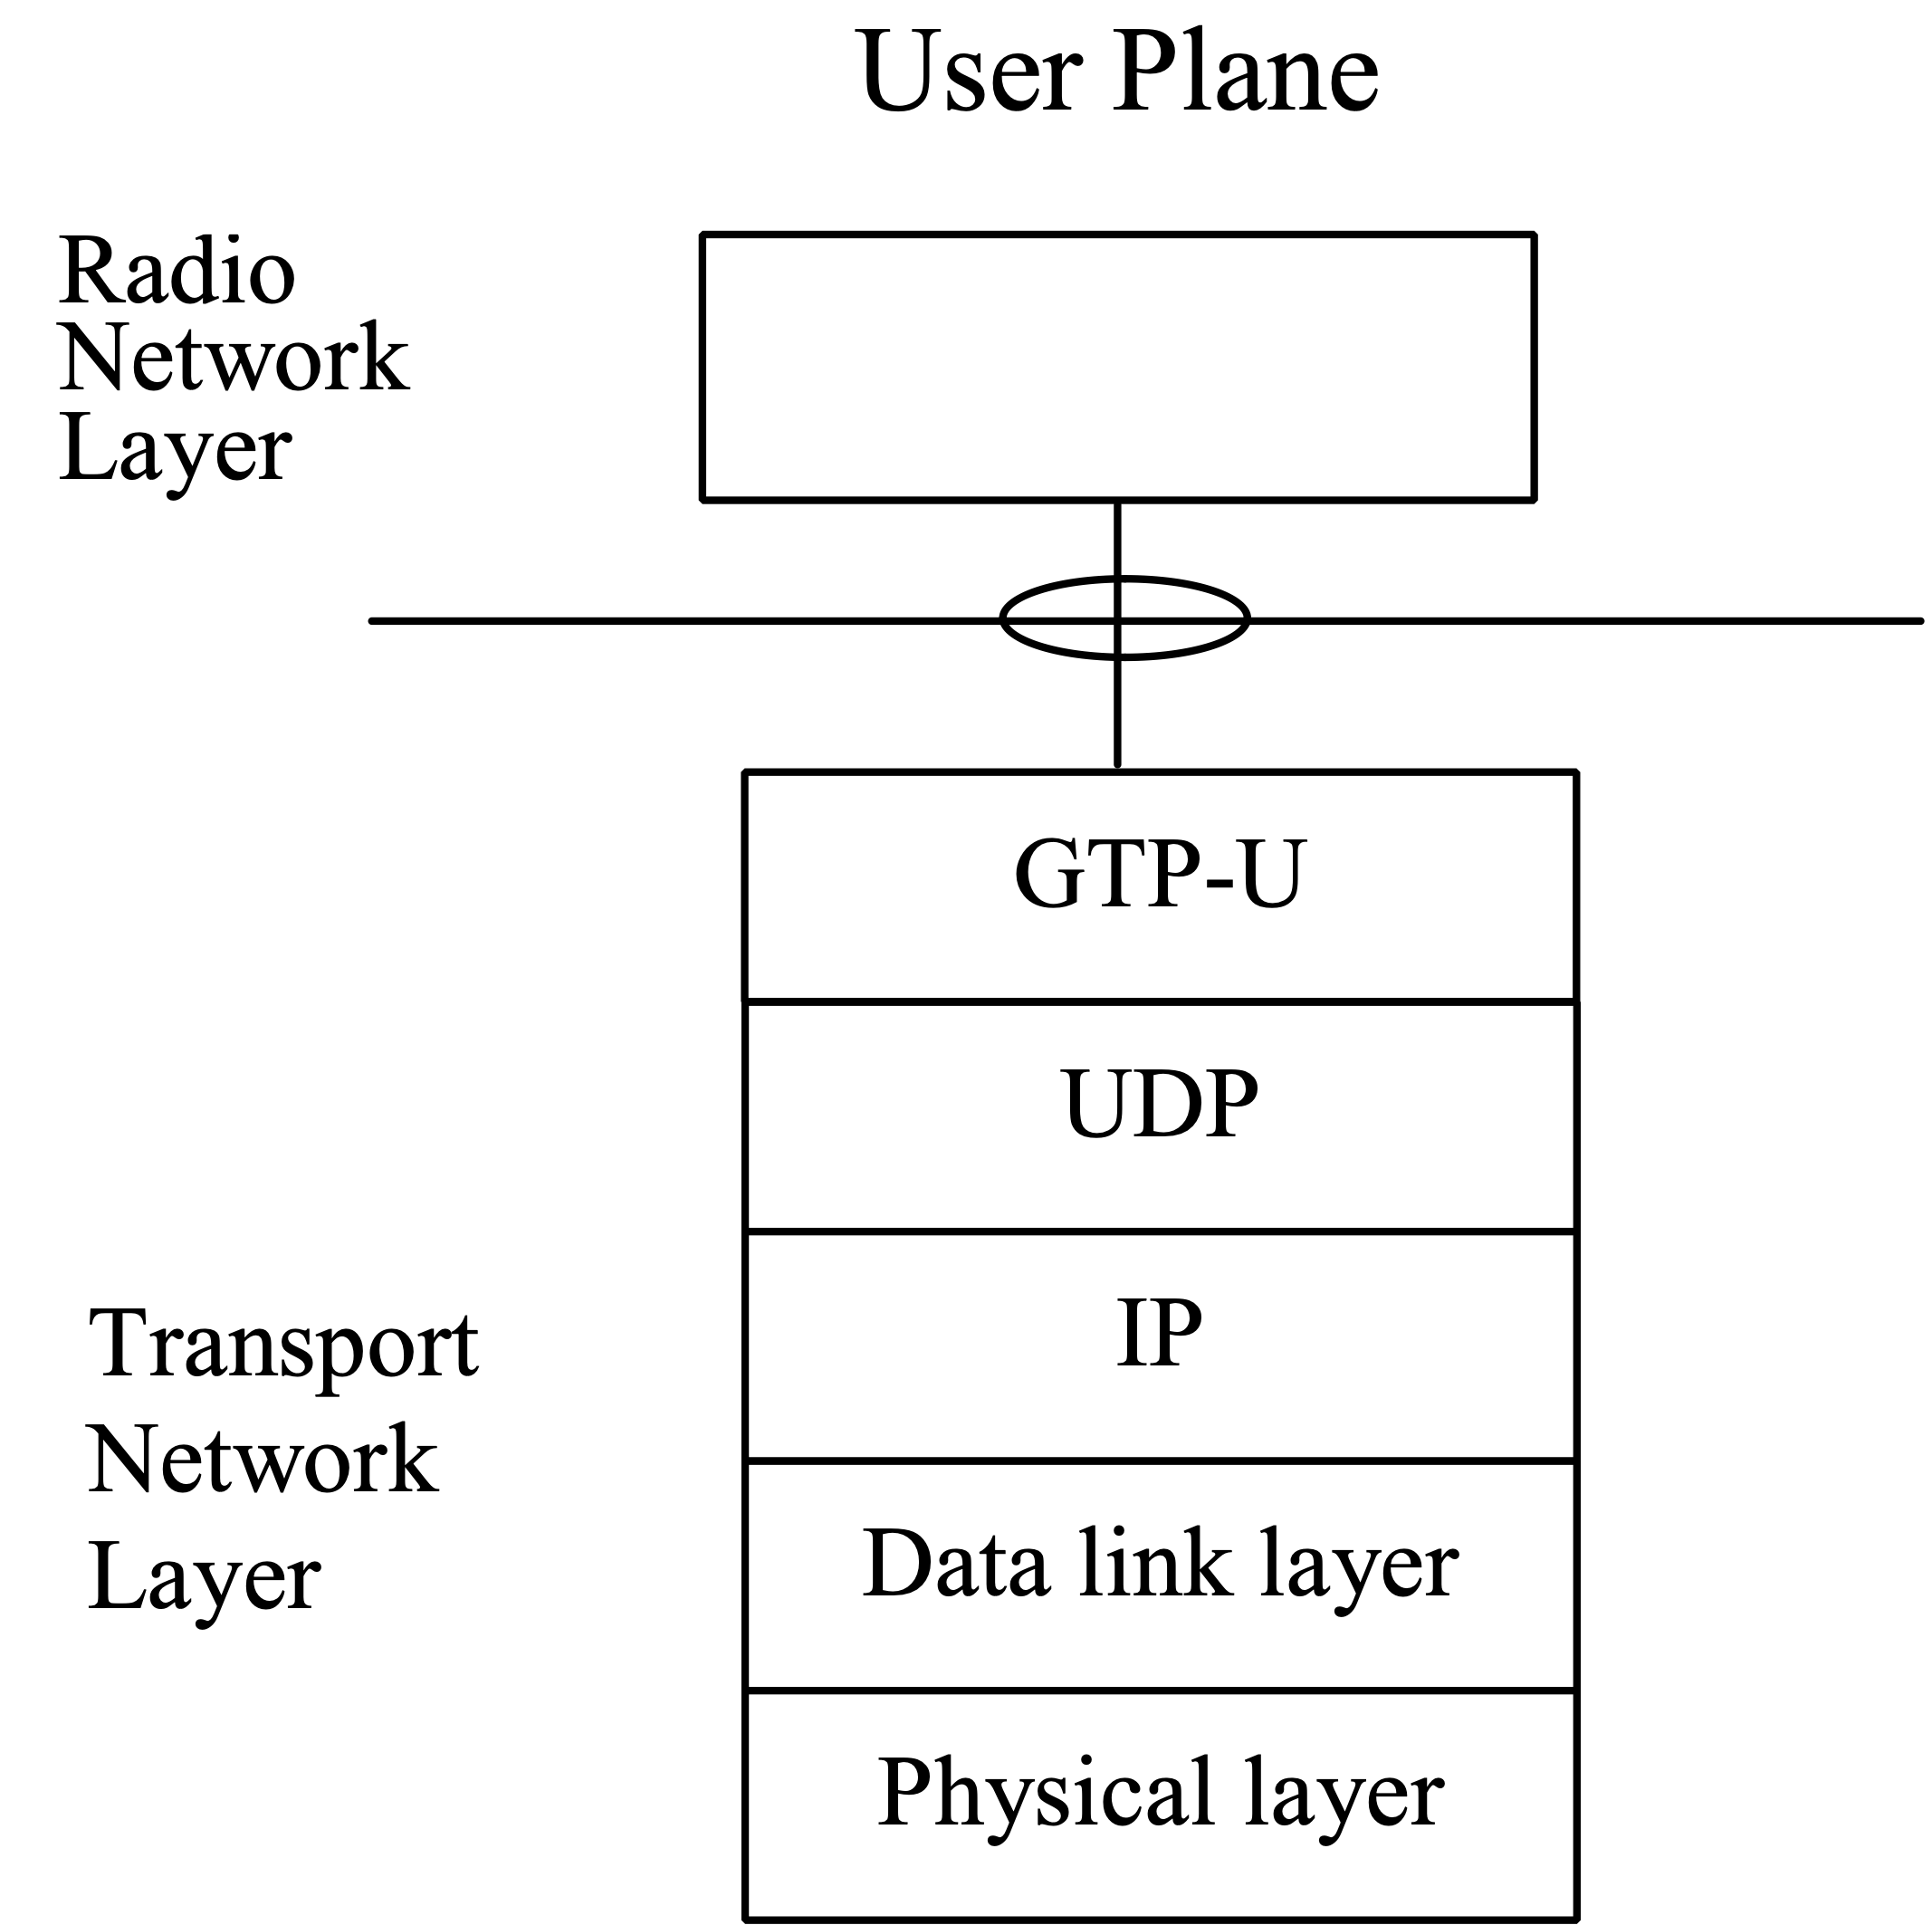 User Plane
Radio
Network
Layer
GTP-U
UDP
IP
Transport
Network
Layer
Data link layer
Physical layer